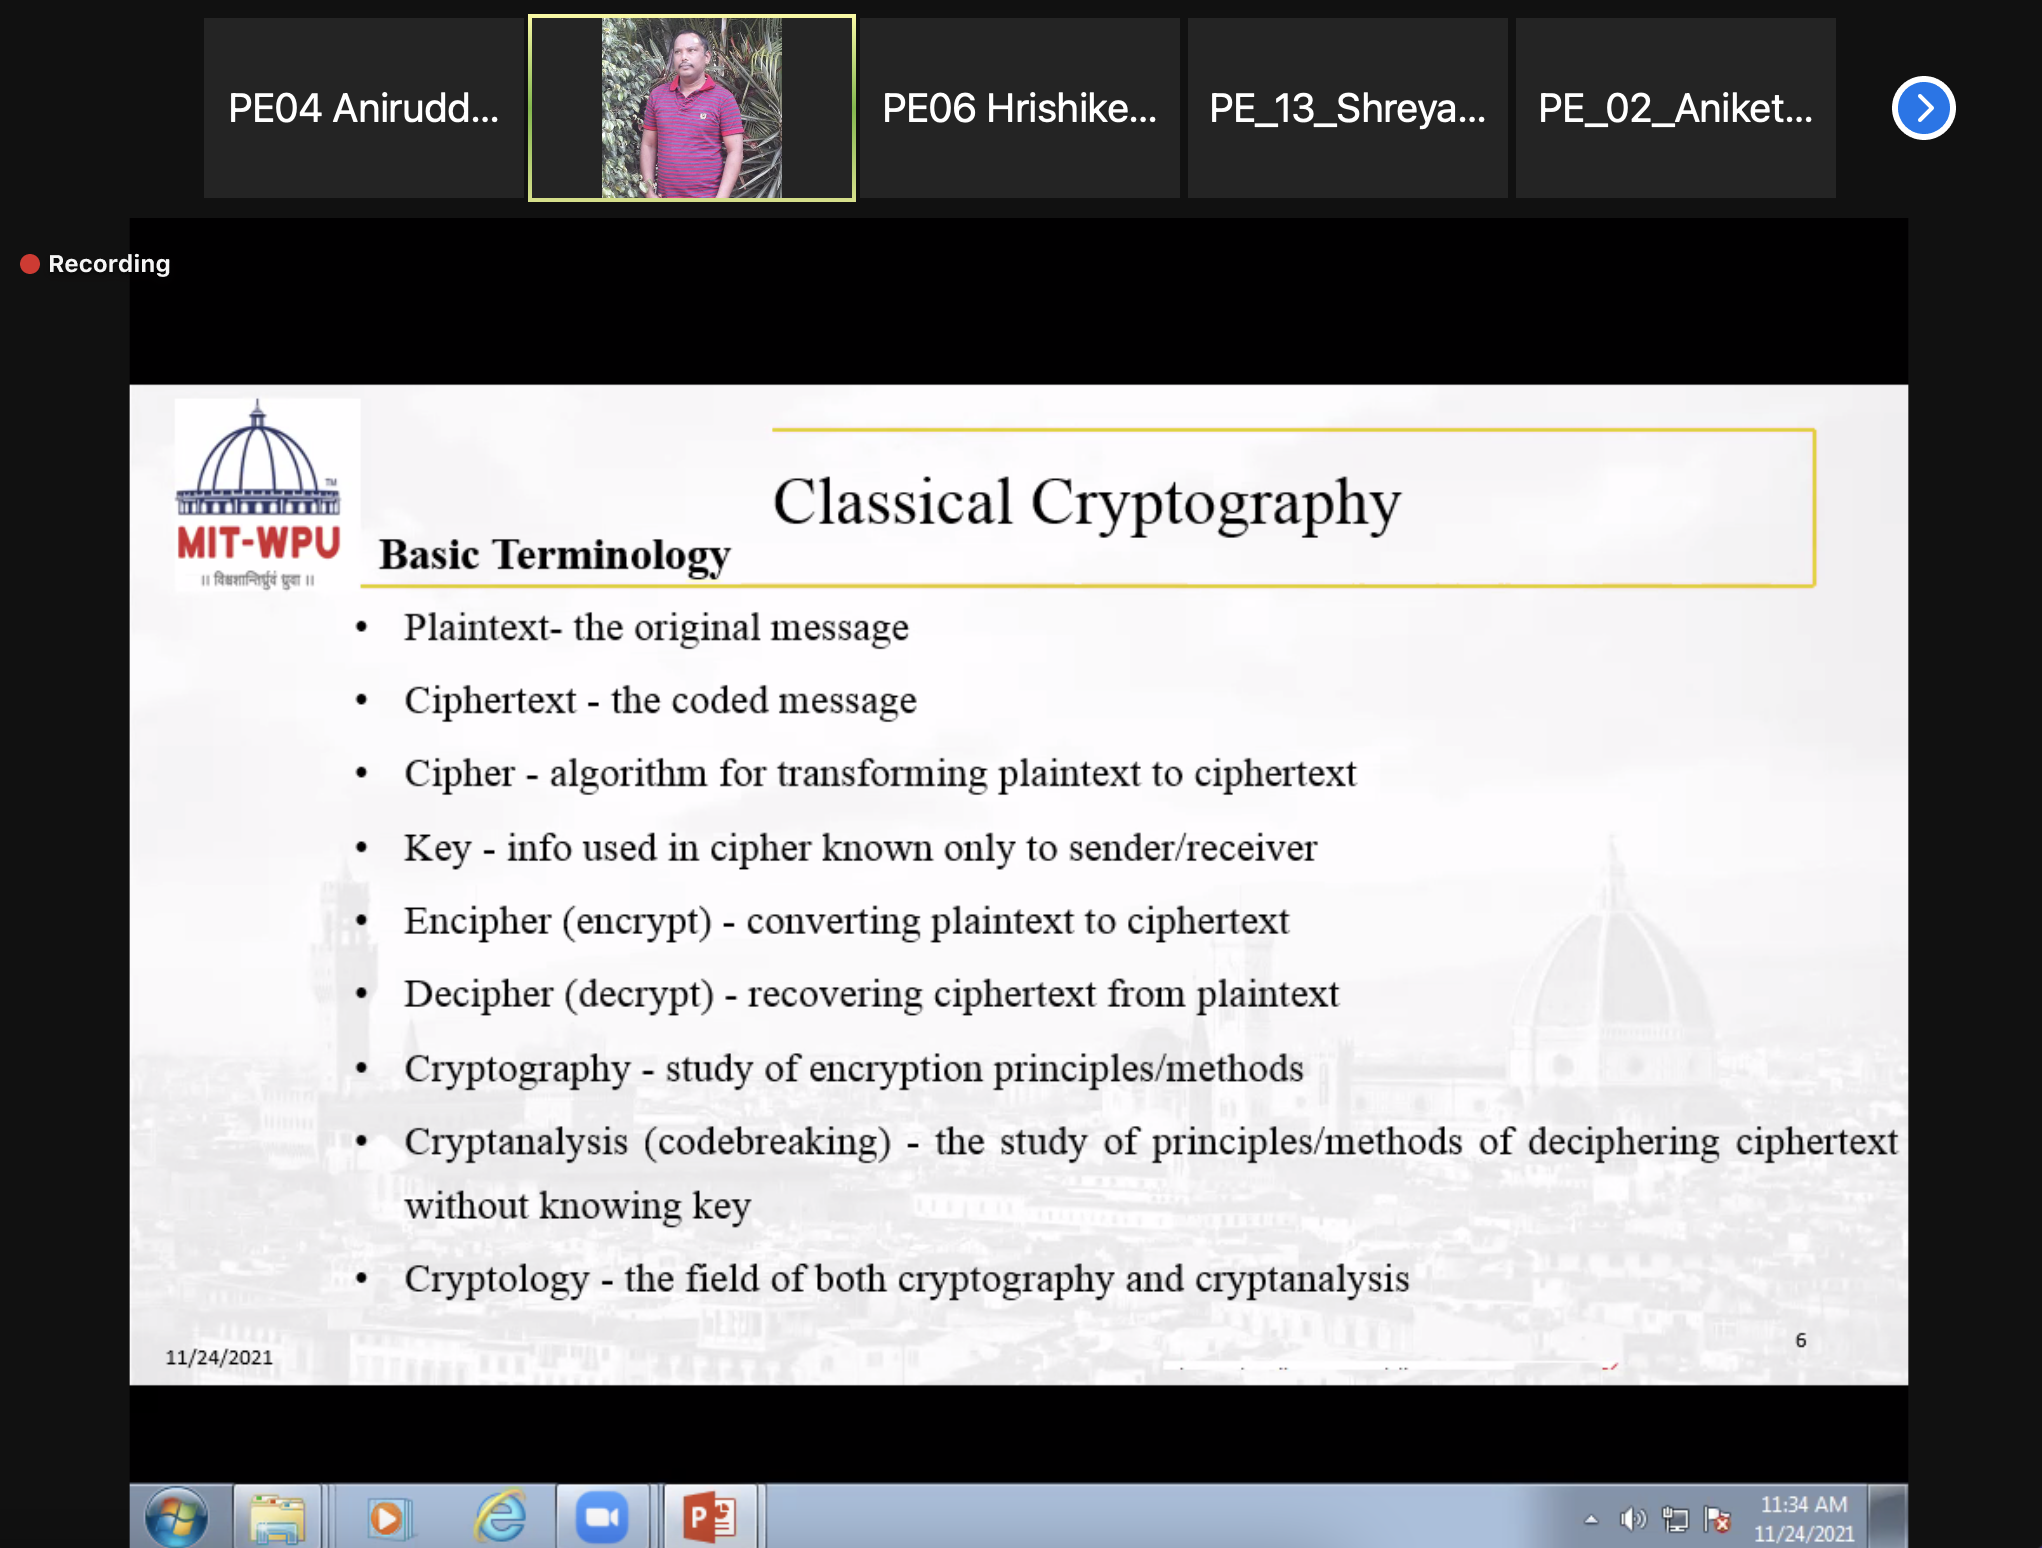 PE04 Anirudd...
PE06 Hrishike...
PE_13_Shreya...
PE_02_Aniket...
Recording
TM
MIT-WPU
॥ विश्वशान्तिर्ध्रुवं ध्रुवा ॥
Classical Cryptography
Basic Terminology
• Plaintext- the original message
• Ciphertext - the coded message
• Cipher - algorithm for transforming plaintext to ciphertext
• Key - info used in cipher known only to sender/receiver
• Encipher (encrypt) - converting plaintext to ciphertext
• Decipher (decrypt) - recovering ciphertext from plaintext
• Cryptography - study of encryption principles/methods
• Cryptanalysis (codebreaking) - the study of principles/methods of deciphering ciphertext
without knowing key
• Cryptology - the field of both cryptography and cryptanalysis
11/24/2021
6
11:34 AM
11/24/2021